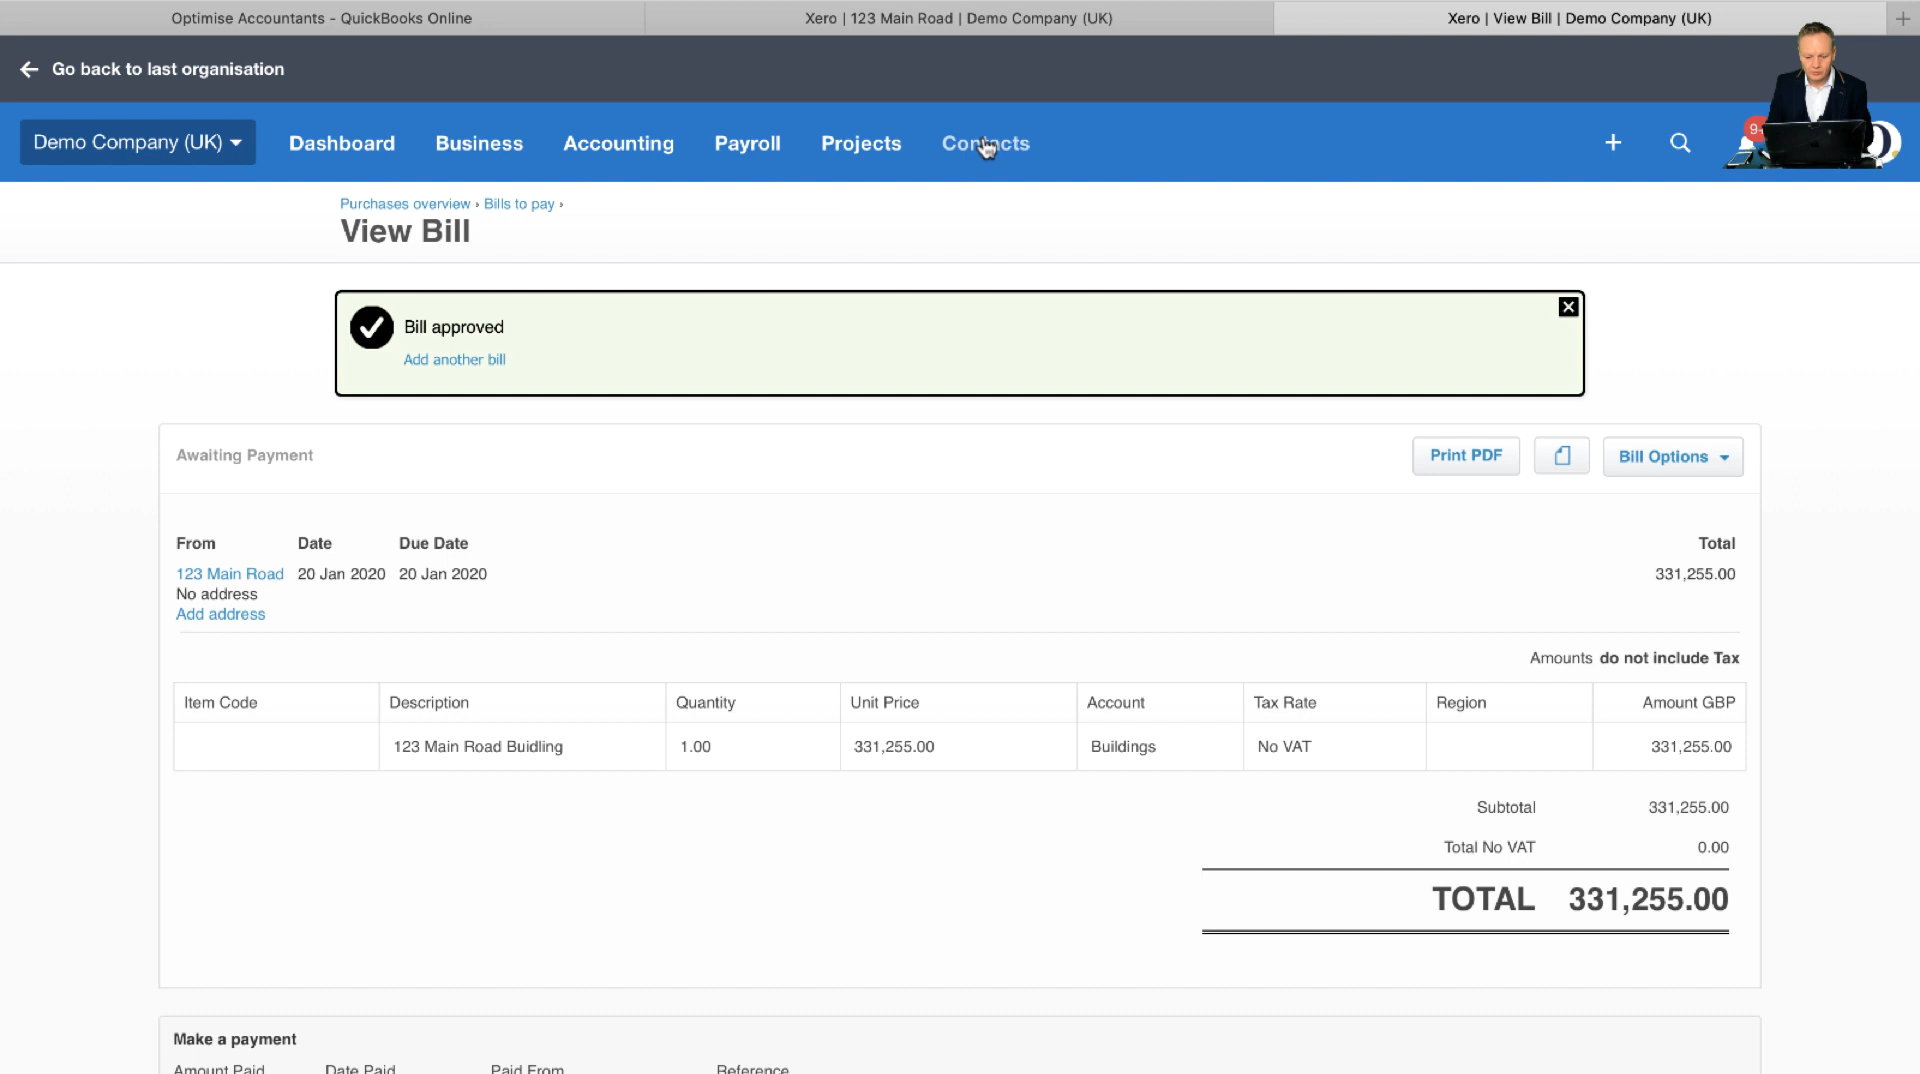 Optimise Accountants - QuickBooks Online
Xero | 123 Main Road | Demo Company (UK)
Xero | View Bill | Demo Company (UK)
Go back to last organisation
Demo Company (UK)
Dashboard
Business
Accounting
Payroll
Projects
Contacts
Purchases overview › Bills to pay ›
View Bill
Bill approved
Add another bill
Awaiting Payment
Print PDF
Bill Options
From Date Due Date Total
123 Main Road 20 Jan 2020 20 Jan 2020 331,255.00
No address
Add address
Amounts do not include Tax
Item Code Description Quantity Unit Price Account Tax Rate Region Amount GBP
123 Main Road Buidling 1.00 331,255.00 Buildings No VAT 331,255.00
Subtotal 331,255.00
Total No VAT 0.00
TOTAL 331,255.00
Make a payment
Amount Paid Date Paid Paid From Reference